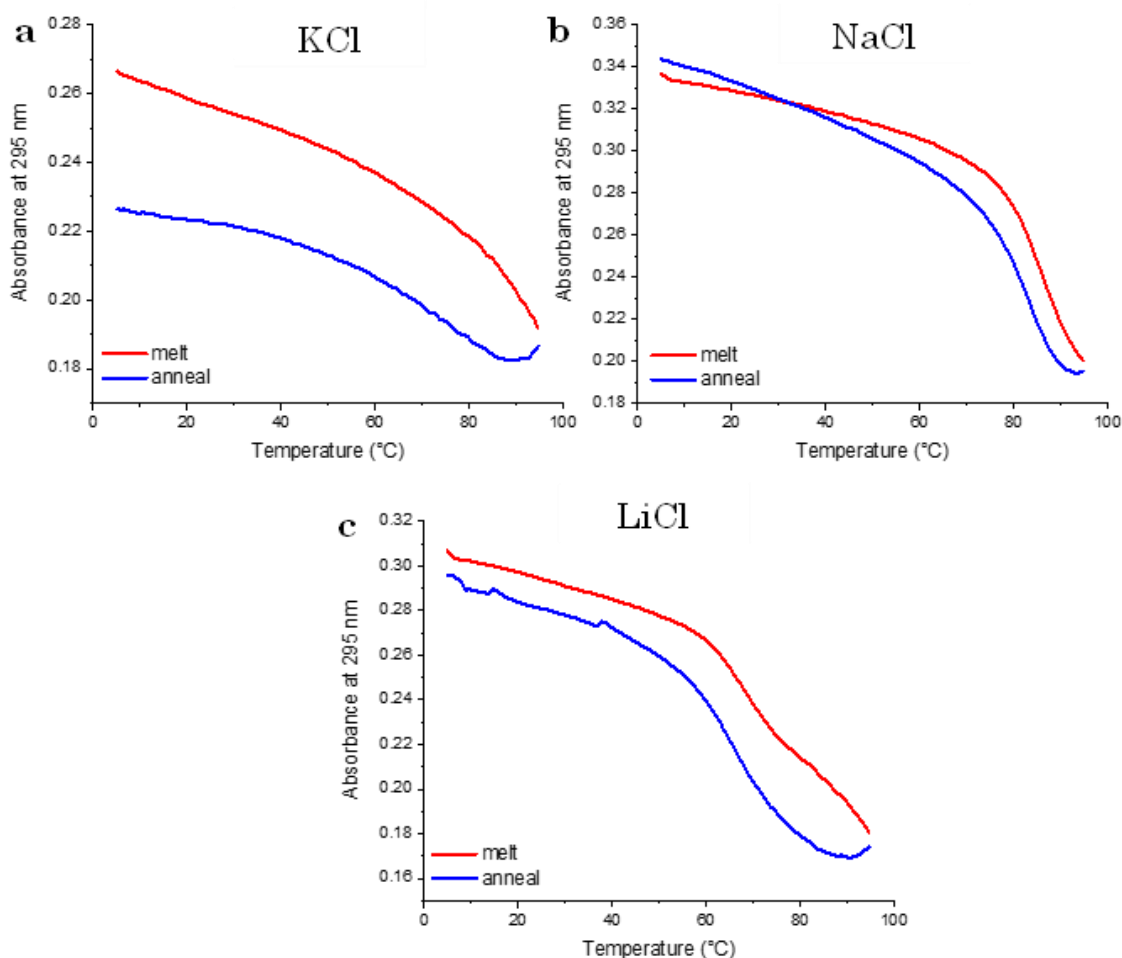 a
KCl
Absorbance at 295 nm
0.28
0.26
0.24
0.22
0.20
0.18
melt
anneal
0 20 40 60 80 100
Temperature (°C)
b
NaCl
Absorbance at 295 nm
0.36
0.34
0.32
0.30
0.28
0.26
0.24
0.22
0.20
0.18
melt
anneal
0 20 40 60 80 100
Temperature (°C)
c
LiCl
Absorbance at 295 nm
0.32
0.30
0.28
0.26
0.24
0.22
0.20
0.18
0.16
melt
anneal
0 20 40 60 80 100
Temperature (°C)